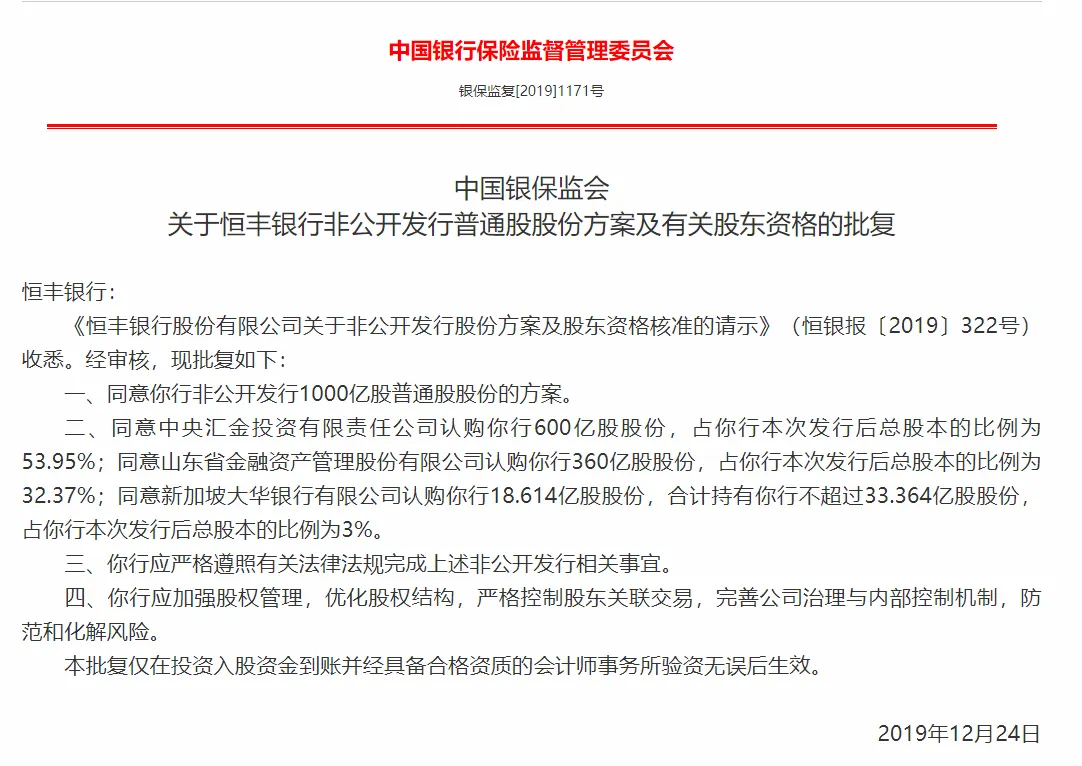 中国银行保险监督管理委员会
银保监复[2019]1171号
中国银保监会
关于恒丰银行非公开发行普通股股份方案及有关股东资格的批复
恒丰银行：
《恒丰银行股份有限公司关于非公开发行股份方案及股东资格核准的请示》（恒银报〔2019〕322号）
收悉。经审核，现批复如下：
一、同意你行非公开发行1000亿股普通股股份的方案。
二、同意中央汇金投资有限责任公司认购你行600亿股股份，占你行本次发行后总股本的比例为
53.95%；同意山东省金融资产管理股份有限公司认购你行360亿股股份，占你行本次发行后总股本的比例为
32.37%；同意新加坡大华银行有限公司认购你行18.614亿股股份，合计持有你行不超过33.364亿股股份，
占你行本次发行后总股本的比例为3%。
三、你行应严格遵照有关法律法规完成上述非公开发行相关事宜。
四、你行应加强股权管理，优化股权结构，严格控制股东关联交易，完善公司治理与内部控制机制，防
范和化解风险。
本批复仅在投资入股资金到账并经具备合格资质的会计师事务所验资无误后生效。
2019年12月24日